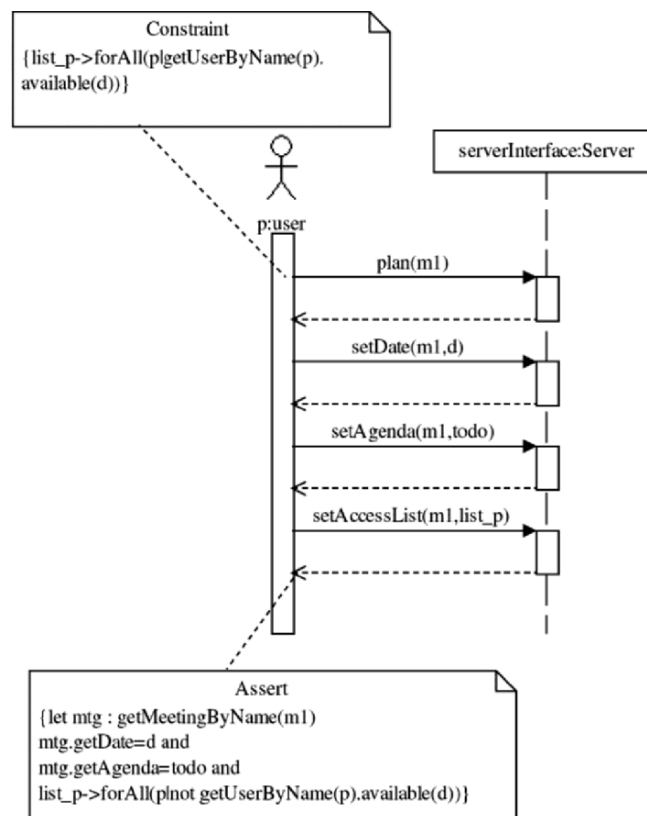 Constraint
{list_p->forAll(p|getUserByName(p).
available(d))}
serverInterface:Server
p:user
plan(m1)
setDate(m1,d)
setAgenda(m1,todo)
setAccessList(m1,list_p)
Assert
{let mtg : getMeetingByName(m1)
mtg.getDate=d and
mtg.getAgenda=todo and
list_p->forAll(p|not getUserByName(p).available(d))}